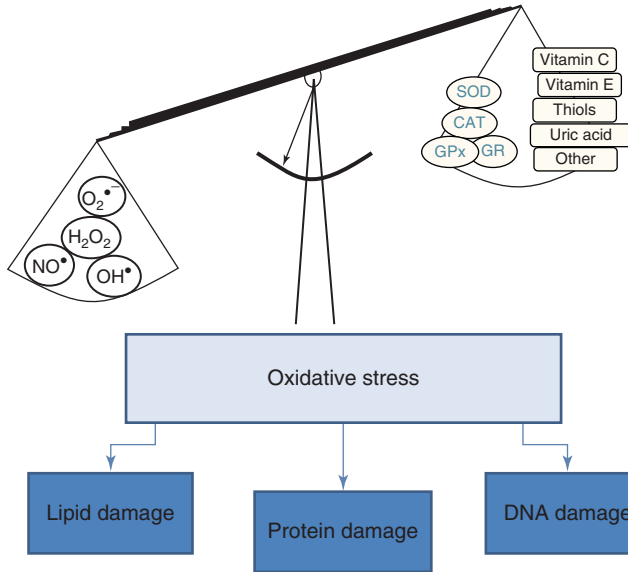 Vitamin C
Vitamin E
Thiols
Uric acid
Other
SOD
CAT
GPx
GR
O₂•⁻
H₂O₂
NO•
OH•
Oxidative stress
Lipid damage
Protein damage
DNA damage